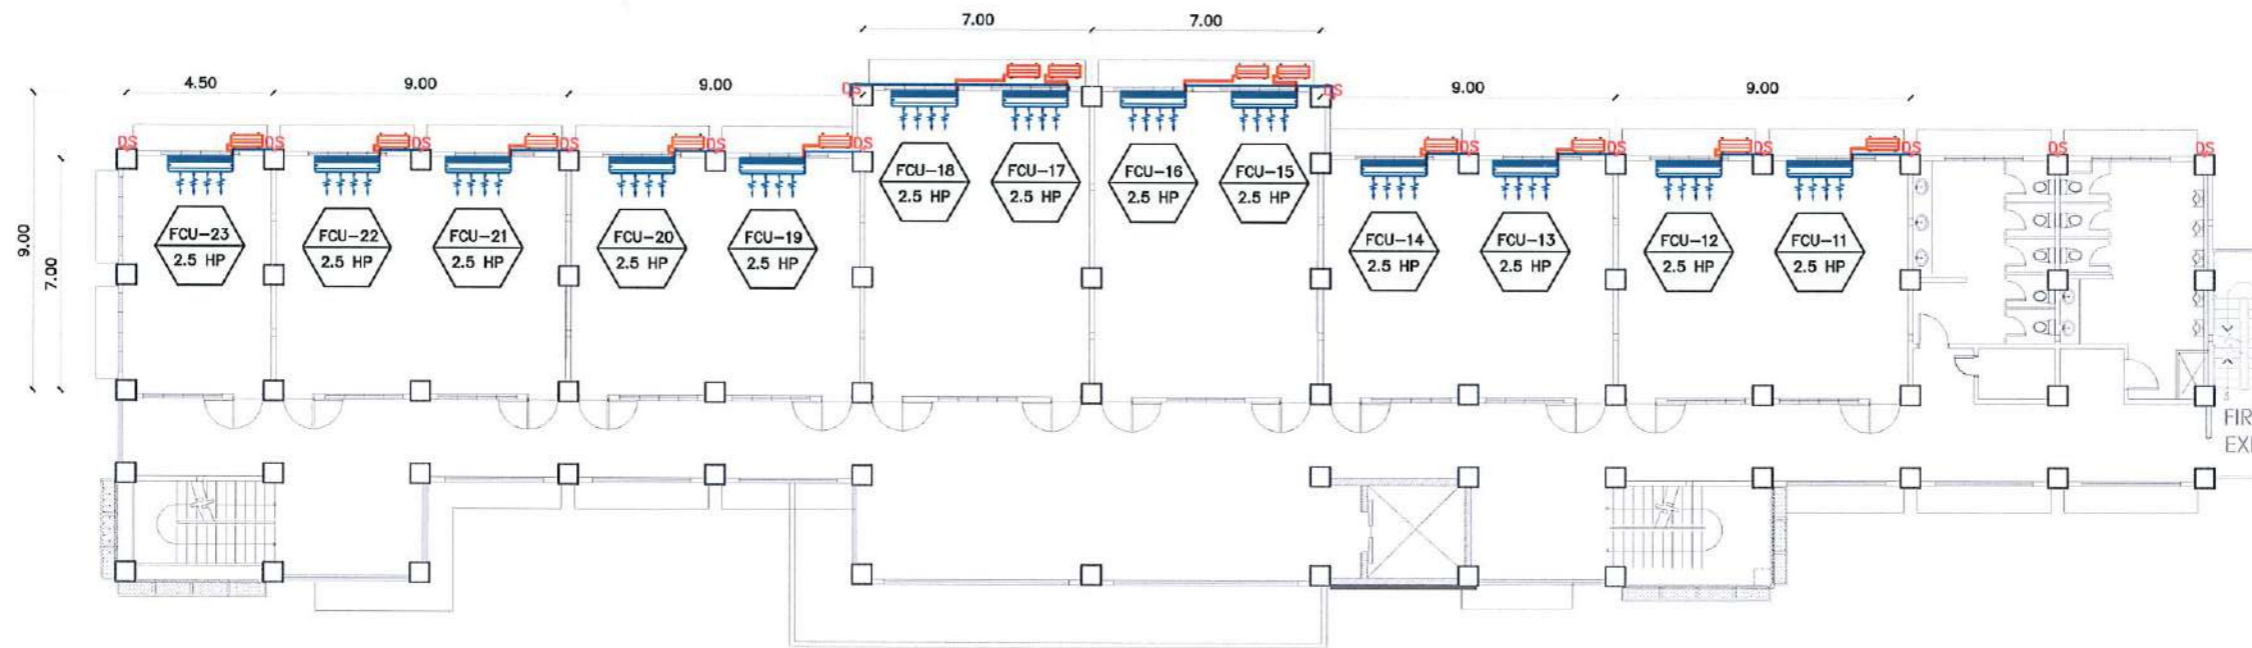 7.00
7.00
4.50
9.00
9.00
DS
DS
9.00
9.00
DS
DS
DS
DS
DS
DS
DS
DS
DS
DS
DS
DS
9.00
7.00
FCU-23
2.5 HP
FCU-22
2.5 HP
FCU-21
2.5 HP
FCU-20
2.5 HP
FCU-19
2.5 HP
FCU-18
2.5 HP
FCU-17
2.5 HP
FCU-16
2.5 HP
FCU-15
2.5 HP
FCU-14
2.5 HP
FCU-13
2.5 HP
FCU-12
2.5 HP
FCU-11
2.5 HP
FIR
EXI